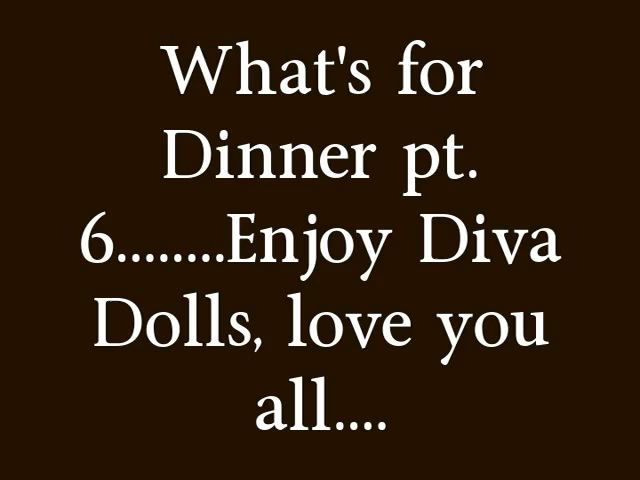 What's for
Dinner pt.
6........Enjoy Diva
Dolls, love you
all....